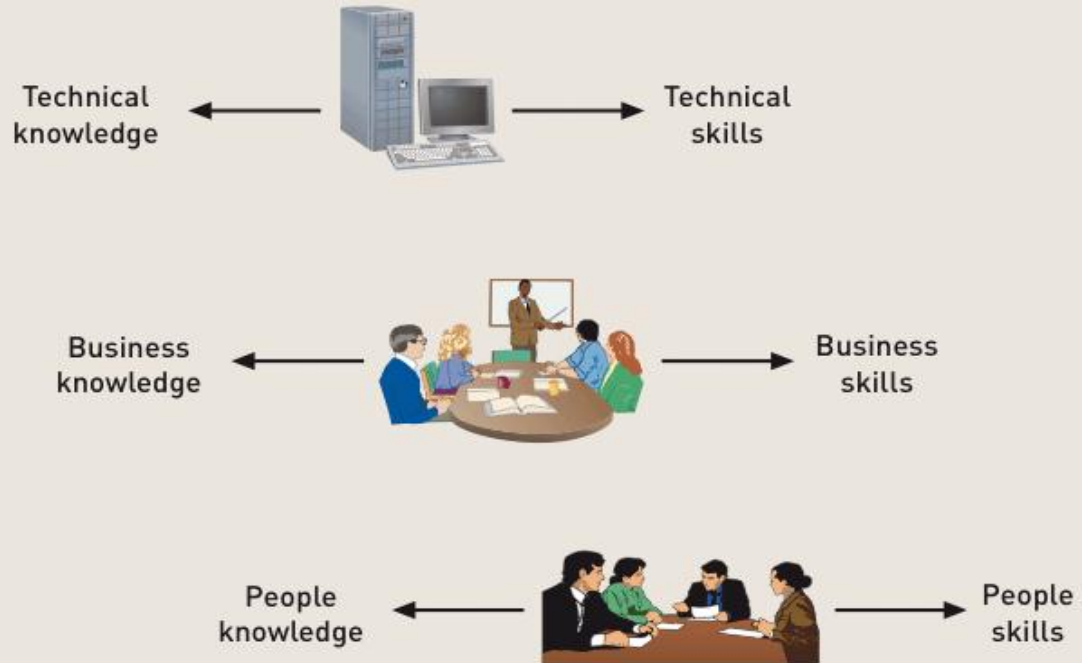 Technical
knowledge
Technical
skills
Business
knowledge
Business
skills
People
knowledge
People
skills